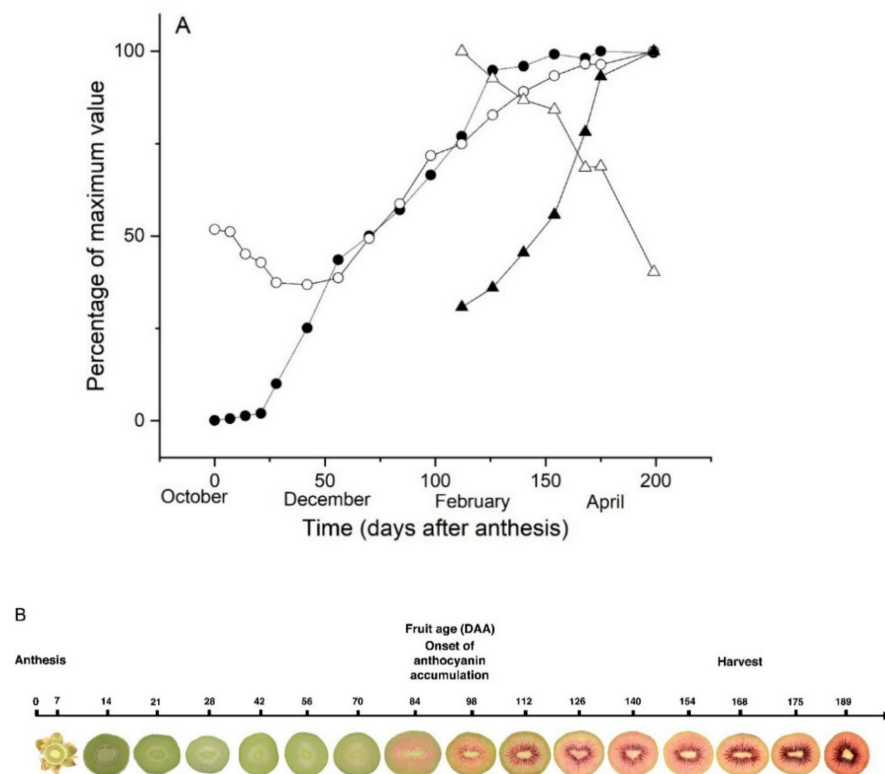 A
100
50
0
Percentage of maximum value
0 50 100 150 200
October December February April
Time (days after anthesis)
B
Fruit age (DAA)
Anthesis Onset of anthocyanin accumulation Harvest
0 7 14 21 28 42 56 70 84 98 112 126 140 154 168 175 189